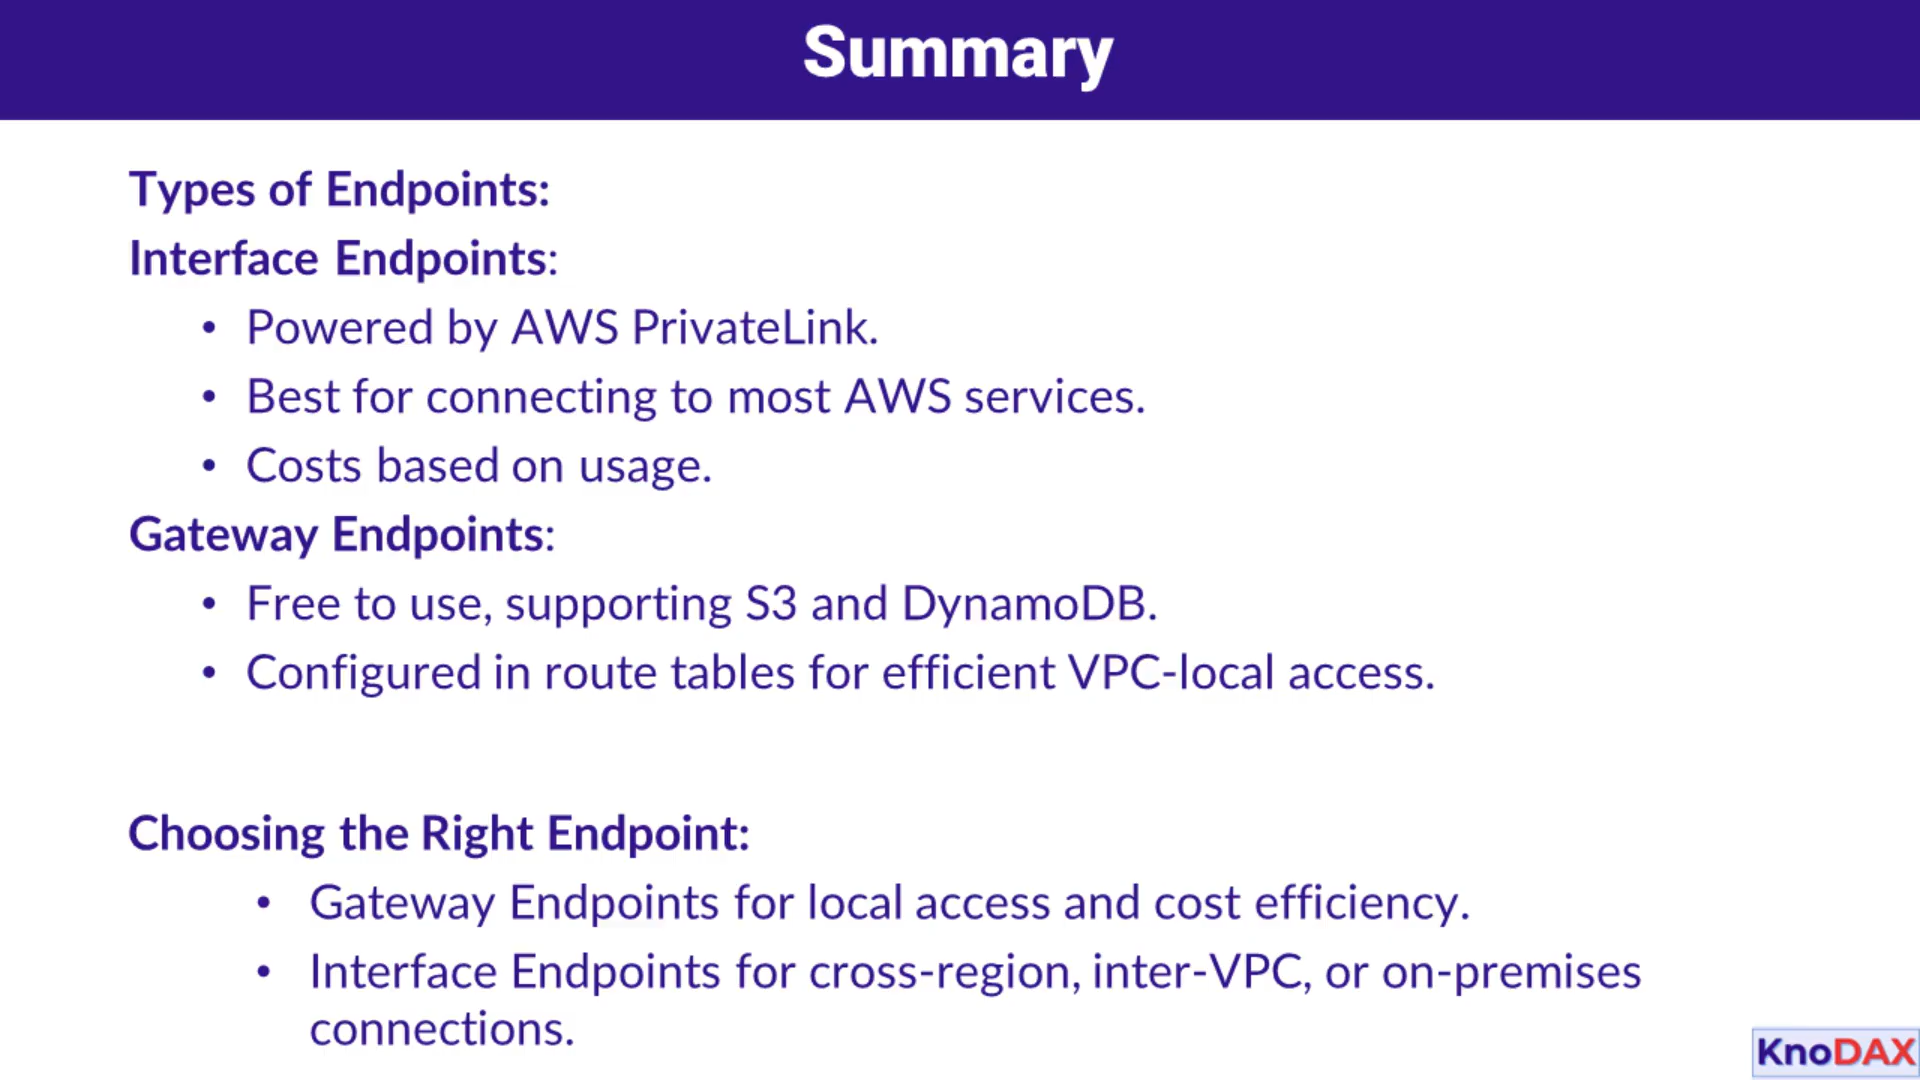 Summary
Types of Endpoints:
Interface Endpoints:
• Powered by AWS PrivateLink.
• Best for connecting to most AWS services.
• Costs based on usage.
Gateway Endpoints:
• Free to use, supporting S3 and DynamoDB.
• Configured in route tables for efficient VPC-local access.
Choosing the Right Endpoint:
• Gateway Endpoints for local access and cost efficiency.
• Interface Endpoints for cross-region, inter-VPC, or on-premises
connections.
KnoDAX